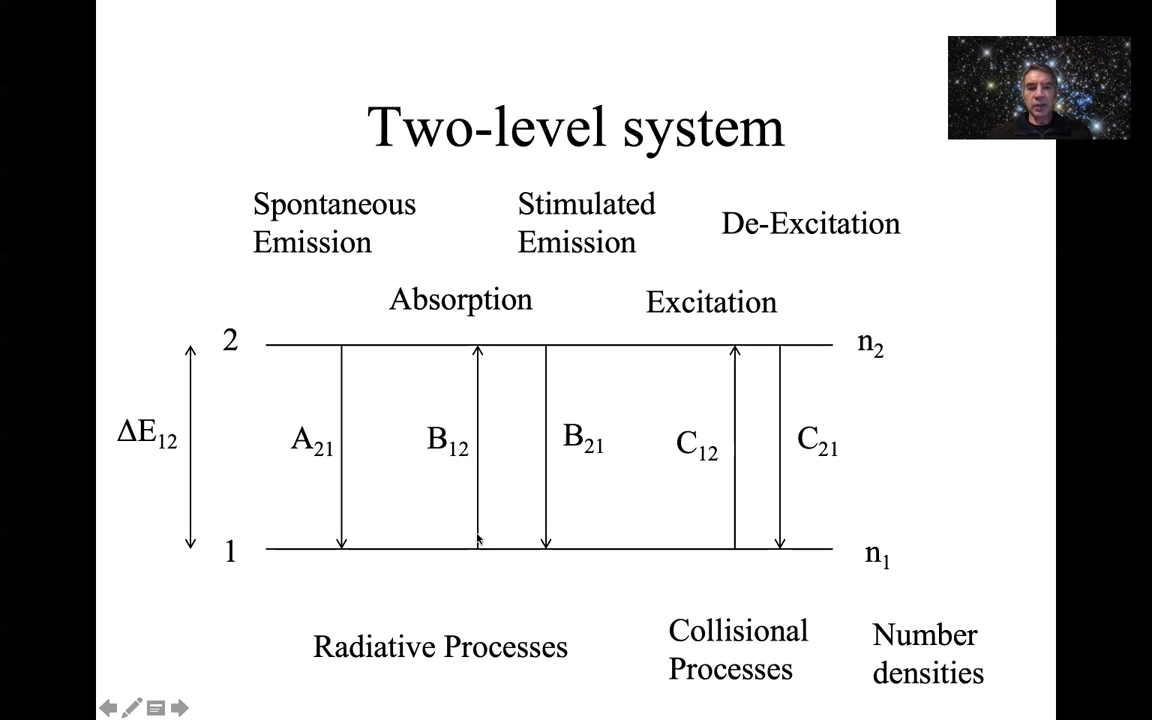 Two-level system
Spontaneous
Emission
Stimulated
Emission
De-Excitation
Absorption
Excitation
2
n₂
ΔE₁₂
A₂₁
B₁₂
B₂₁
C₁₂
C₂₁
1
n₁
Radiative Processes
Collisional
Processes
Number
densities